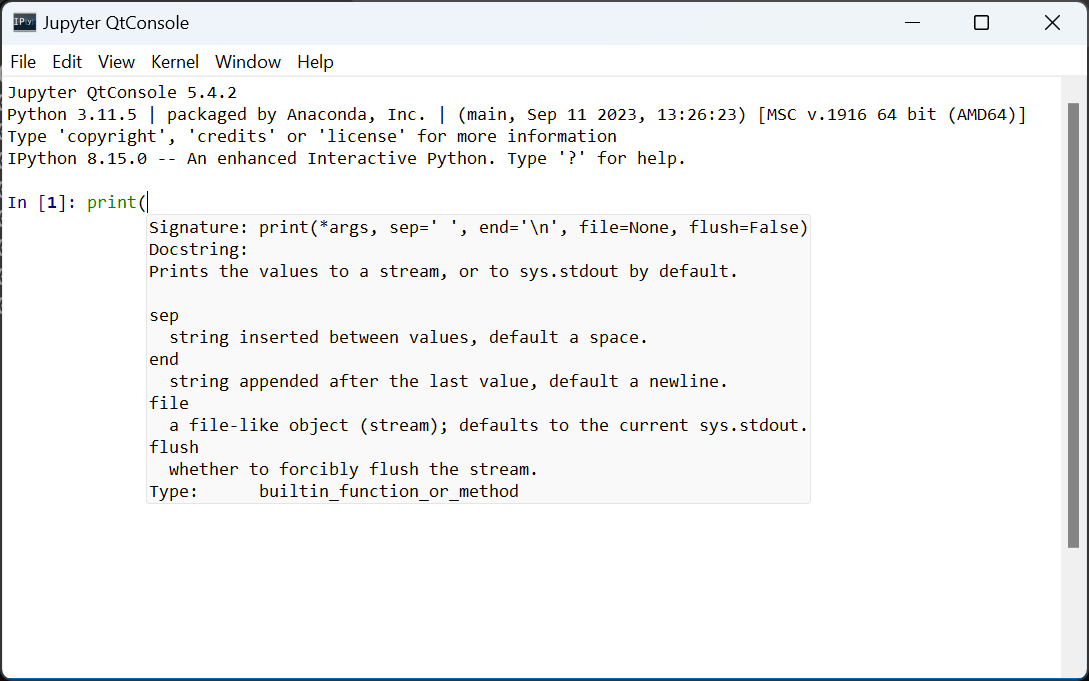 IP[y]: Jupyter QtConsole
File Edit View Kernel Window Help
Jupyter QtConsole 5.4.2
Python 3.11.5 | packaged by Anaconda, Inc. | (main, Sep 11 2023, 13:26:23) [MSC v.1916 64 bit (AMD64)]
Type 'copyright', 'credits' or 'license' for more information
IPython 8.15.0 -- An enhanced Interactive Python. Type '?' for help.
In [1]: print(
Signature: print(*args, sep=' ', end='\n', file=None, flush=False)
Docstring:
Prints the values to a stream, or to sys.stdout by default.
sep
  string inserted between values, default a space.
end
  string appended after the last value, default a newline.
file
  a file-like object (stream); defaults to the current sys.stdout.
flush
  whether to forcibly flush the stream.
Type:      builtin_function_or_method